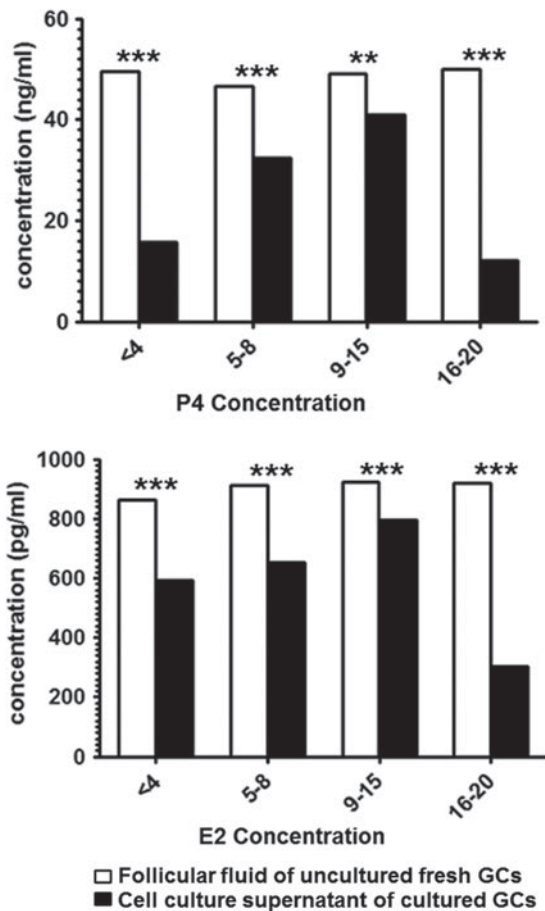 60
*** *** ** ***
40
20
0
concentration (ng/ml)
<4 5-8 9-15 16-20
P4 Concentration
1000
*** *** *** ***
800
600
400
200
0
concentration (pg/ml)
<4 5-8 9-15 16-20
E2 Concentration
Follicular fluid of uncultured fresh GCs
Cell culture supernatant of cultured GCs